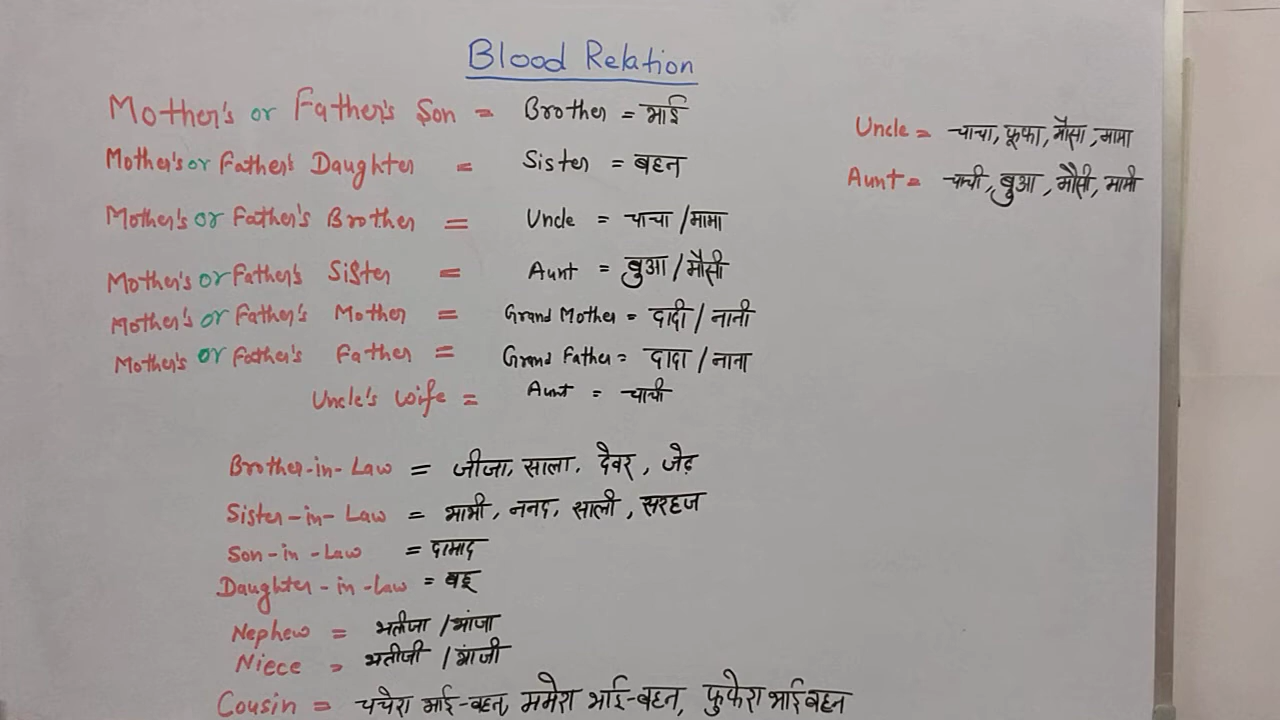 Blood Relation
Mother's or Father's Son = Brother = भाई
Mother's or Father's Daughter = Sister = बहन
Mother's or Father's Brother = Uncle = चाचा / मामा
Mother's or Father's Sister = Aunt = बुआ / मौसी
Mother's or Father's Mother = Grand Mother = दादी / नानी
Mother's or Father's Father = Grand Father = दादा / नाना
Uncle's Wife = Aunt = चाची
Brother-in-Law = जीजा, साला, देवर, जेठ
Sister-in-Law = भाभी, ननद, साली, सरहज
Son-in-Law = दामाद
Daughter-in-law = बहू
Nephew = भतीजा / भांजा
Niece = भतीजी / भांजी
Cousin = चचेरा भाई-बहन, ममेरा भाई-बहन, फुफेरा भाई बहन
Uncle = चाचा, फूफा, मौसा, मामा
Aunt = चाची, बुआ, मौसी, मामी